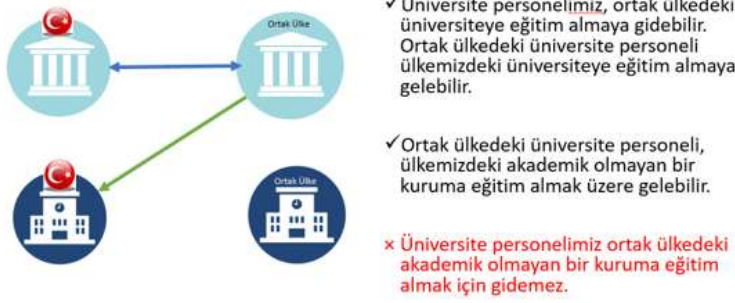 Ortak Ülke
✓ Üniversite personelimiz, ortak ülkedeki
üniversiteye eğitim almaya gidebilir.
Ortak ülkedeki üniversite personeli
ülkemizdeki üniversiteye eğitim almaya
gelebilir.
✓ Ortak ülkedeki üniversite personeli,
ülkemizdeki akademik olmayan bir
kuruma eğitim almak üzere gelebilir.
Ortak Ülke
× Üniversite personelimiz ortak ülkedeki
akademik olmayan bir kuruma eğitim
almak için gidemez.